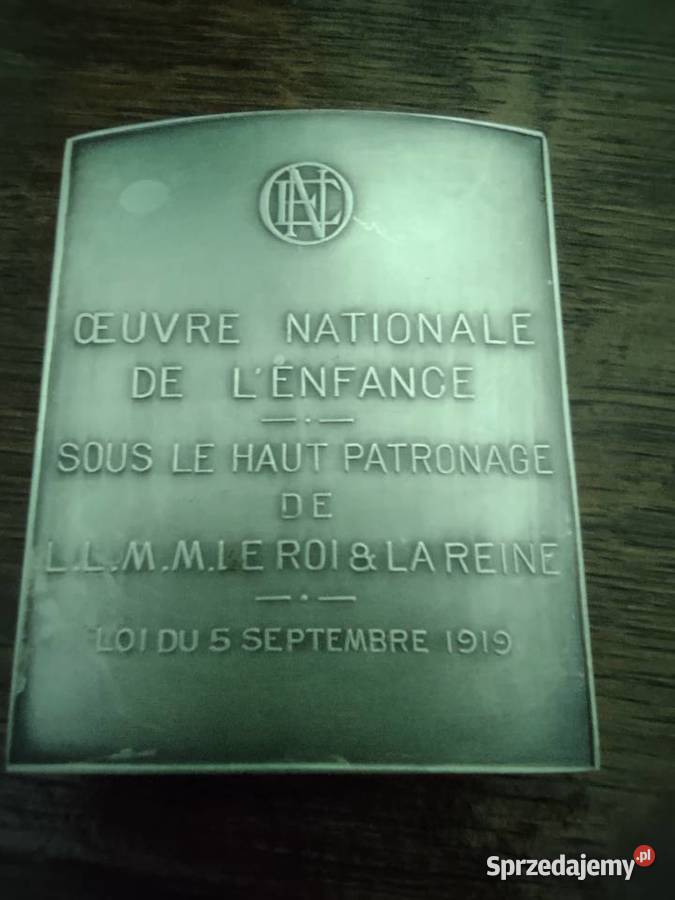 ONE
ŒUVRE NATIONALE
DE L'ENFANCE
SOUS LE HAUT PATRONAGE
DE
L.L.M.M.LE ROI & LA REINE
LOI DU 5 SEPTEMBRE 1919
Sprzedajemy.pl